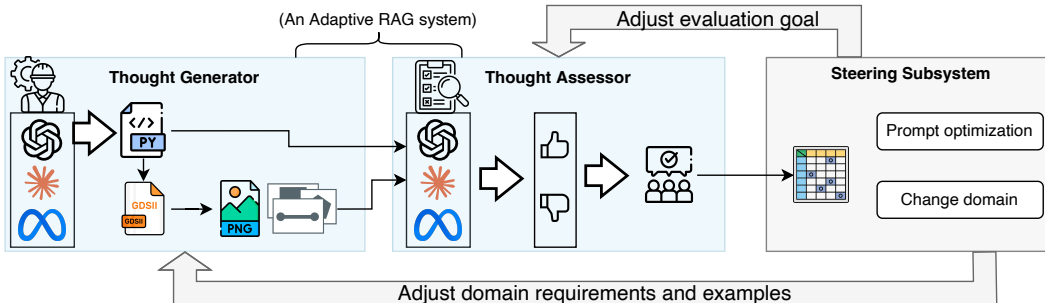 (An Adaptive RAG system)
Adjust evaluation goal
Thought Generator
Thought Assessor
Steering Subsystem
</>
PY
GDSII
GDSII
PNG
Prompt optimization
Change domain
Adjust domain requirements and examples